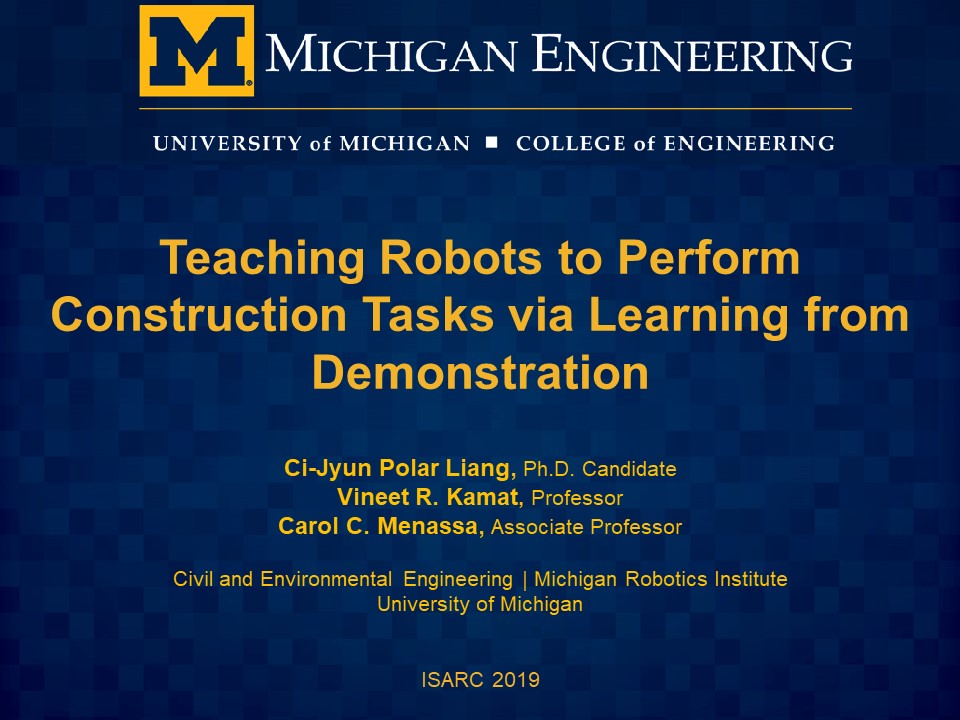 M MICHIGAN ENGINEERING
UNIVERSITY of MICHIGAN ■ COLLEGE of ENGINEERING
Teaching Robots to Perform
Construction Tasks via Learning from
Demonstration
Ci-Jyun Polar Liang, Ph.D. Candidate
Vineet R. Kamat, Professor
Carol C. Menassa, Associate Professor
Civil and Environmental Engineering | Michigan Robotics Institute
University of Michigan
ISARC 2019